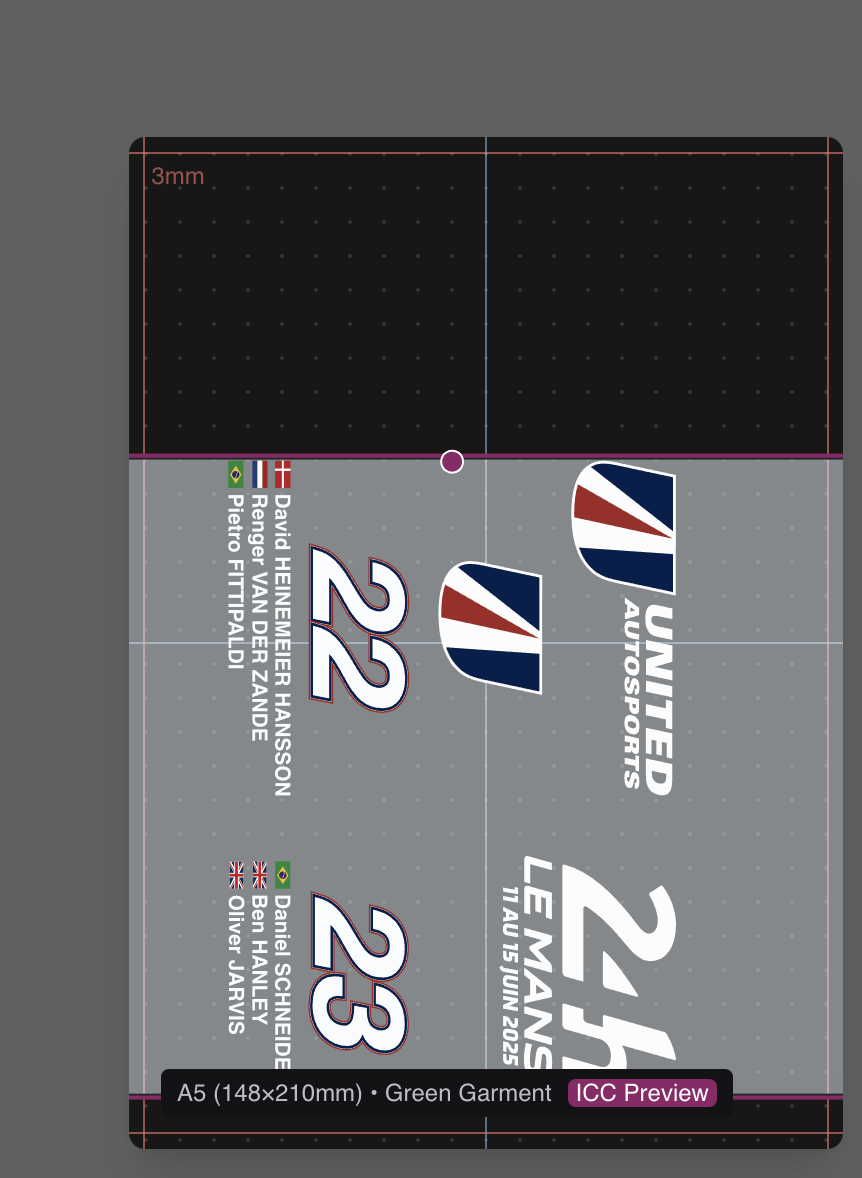 3mm
UNITED
AUTOSPORTS
24h
LE MANS
11 AU 15 JUIN 2025
22
David HEINEMEIER HANSSON
Renger VAN DER ZANDE
Pietro FITTIPALDI
23
Daniel SCHNEIDE
Ben HANLEY
Oliver JARVIS
A5 (148×210mm) • Green Garment ICC Preview